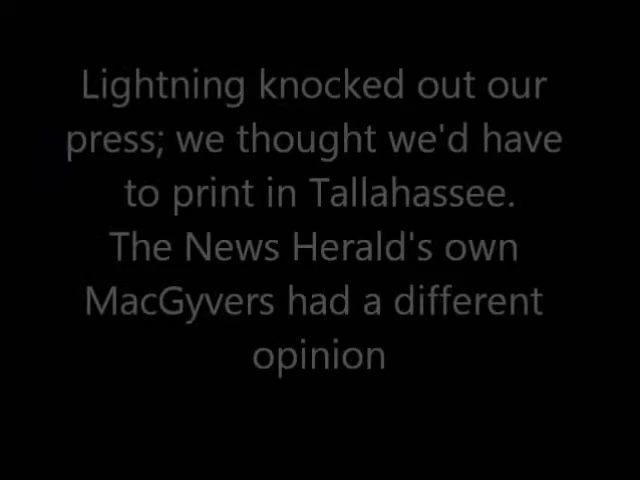 Lightning knocked out our
press; we thought we'd have
to print in Tallahassee.
The News Herald's own
MacGyvers had a different
opinion